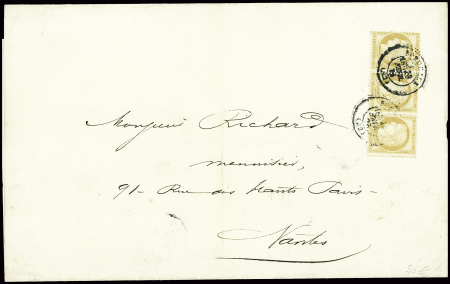 Monsieur Richard
menuisier,
91 - Rue des Hauts Pavés -
Nantes